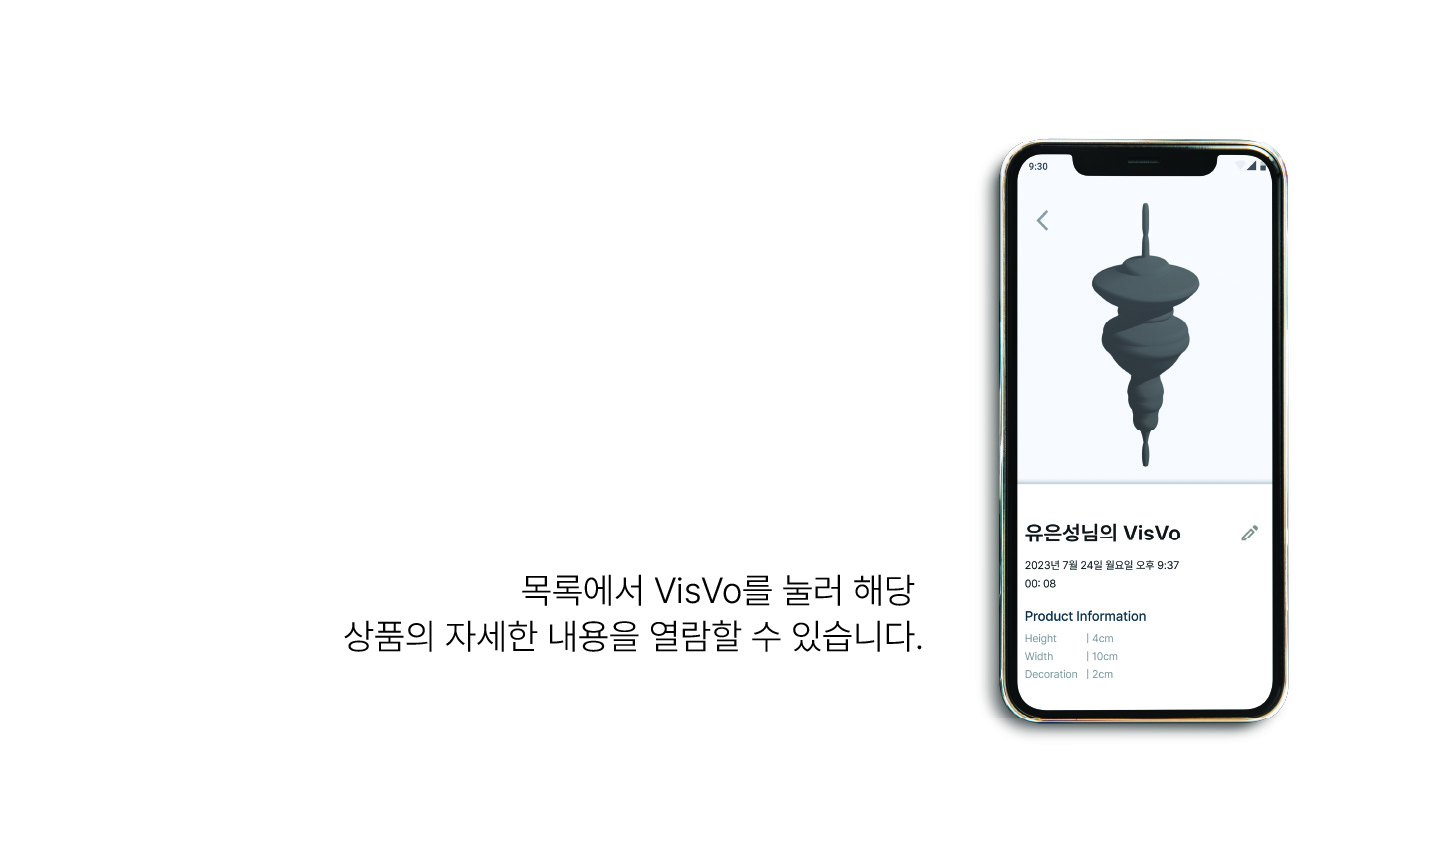 목록에서 VisVo를 눌러 해당
상품의 자세한 내용을 열람할 수 있습니다.
9:30
유은성님의 VisVo
2023년 7월 24일 월요일 오후 9:37
00: 08
Product Information
Height | 4cm
Width | 10cm
Decoration | 2cm